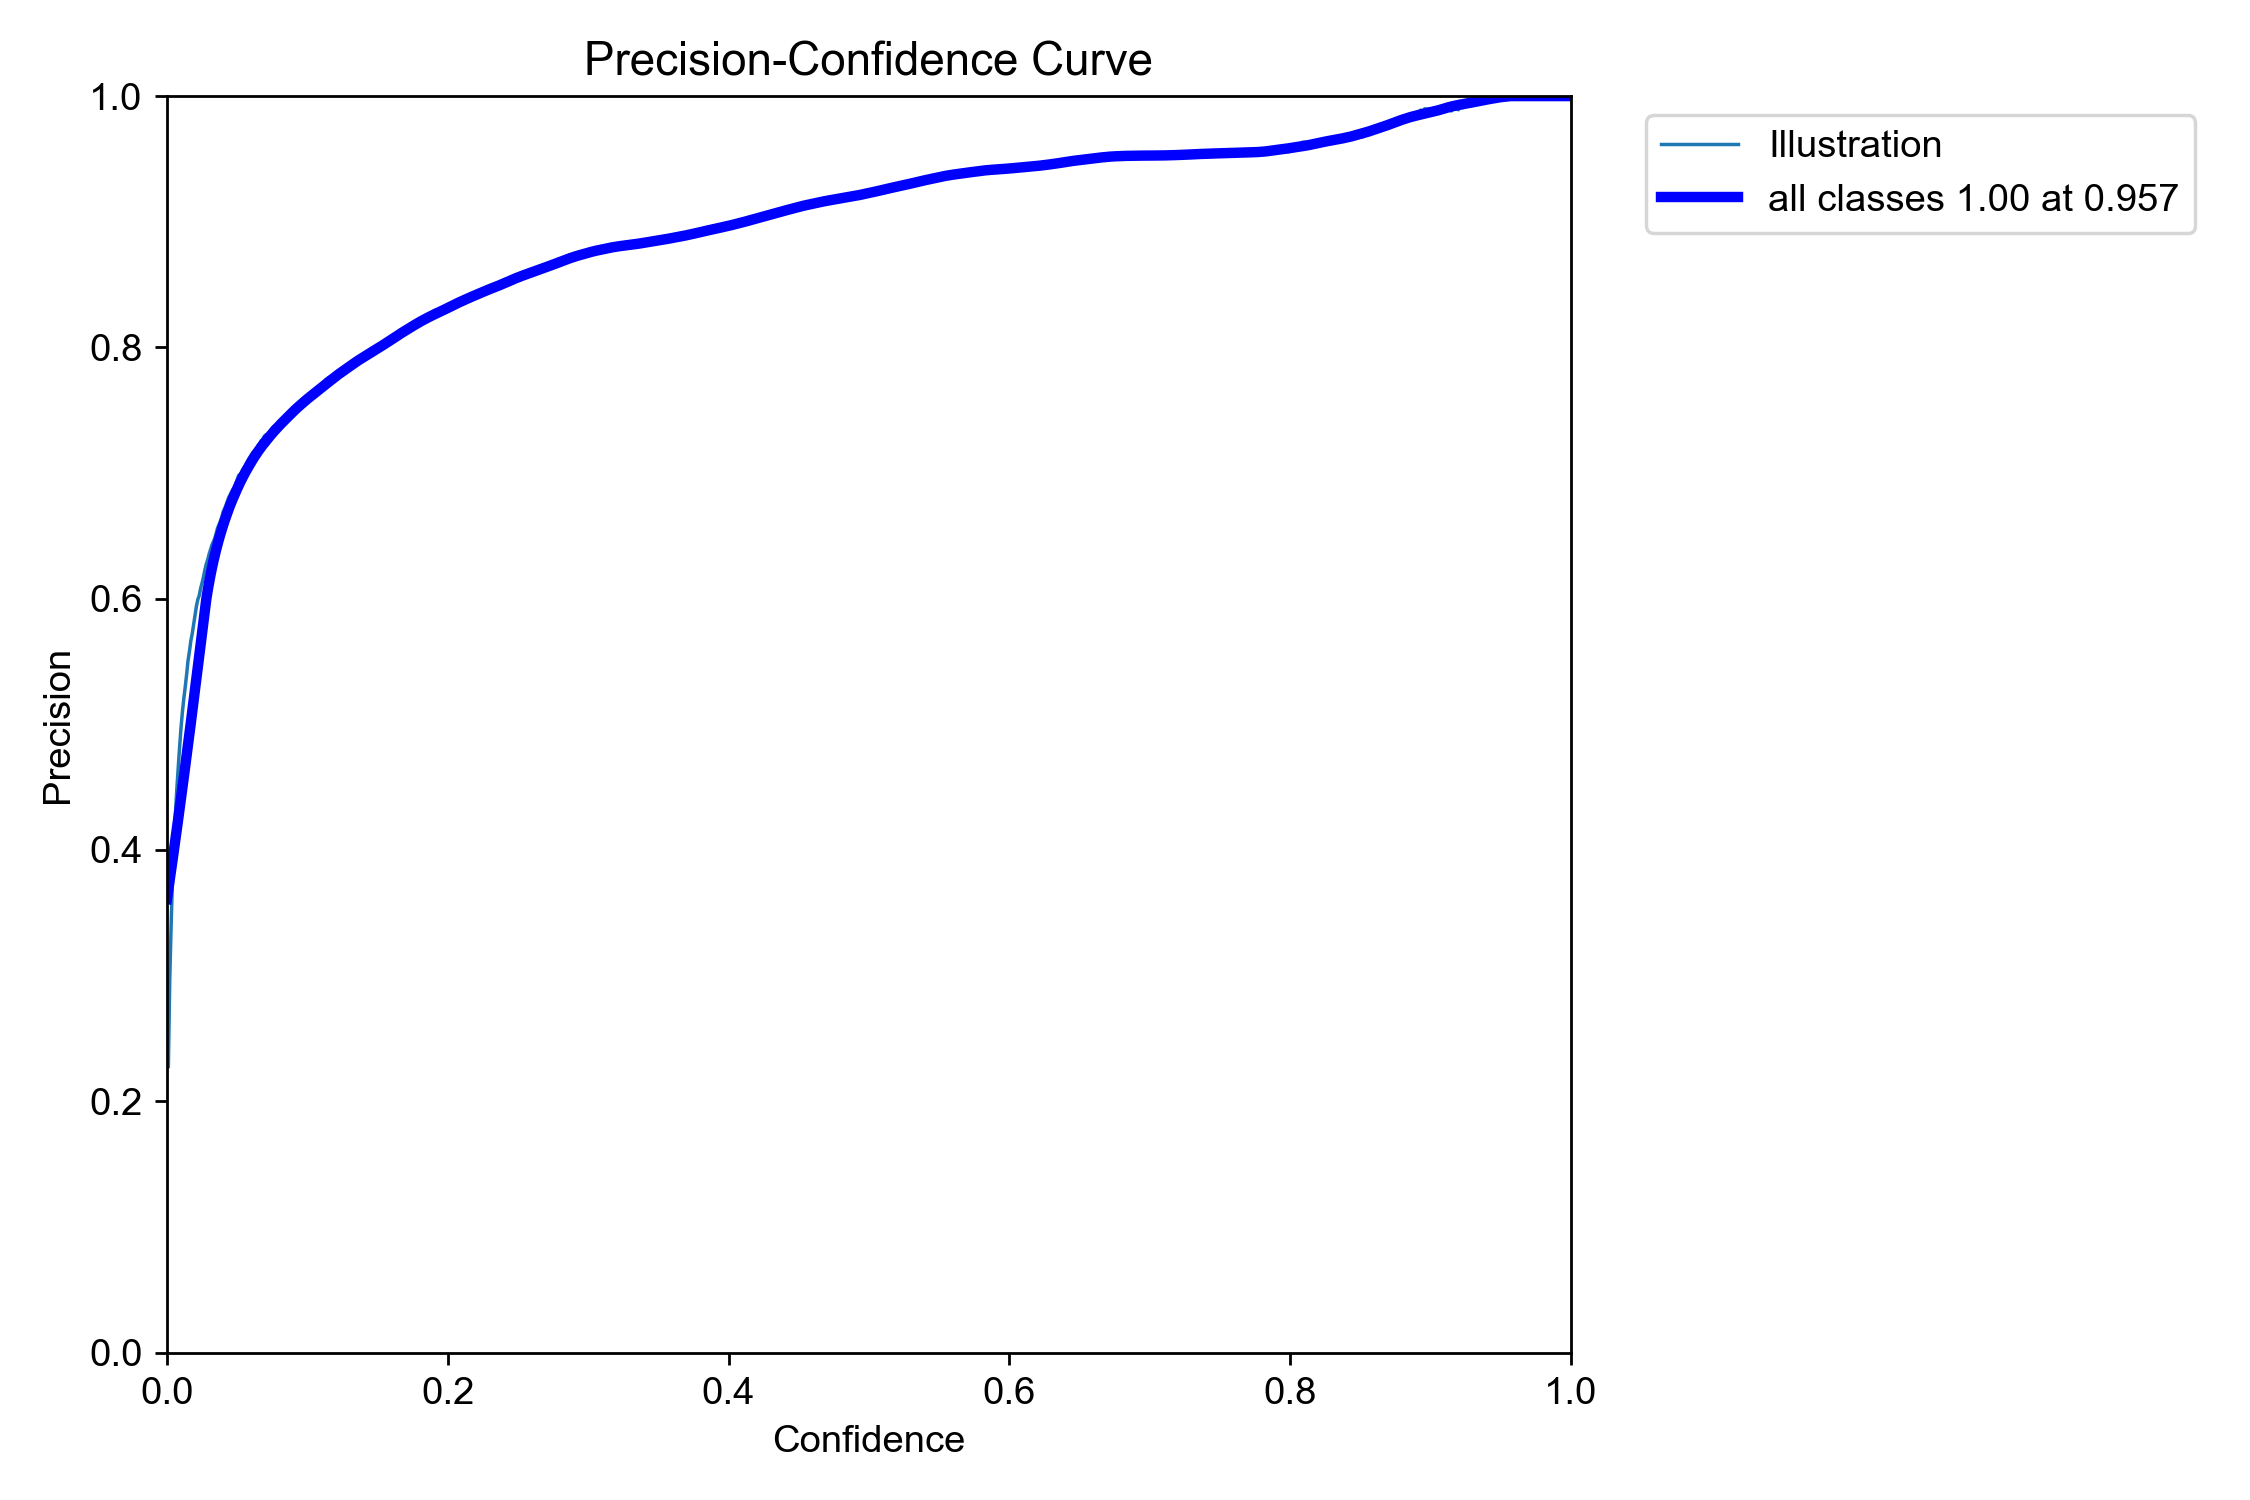 Precision-Confidence Curve
1.0
0.8
0.6
0.4
0.2
0.0
Precision
0.0 0.2 0.4 0.6 0.8 1.0
Confidence
Illustration
all classes 1.00 at 0.957